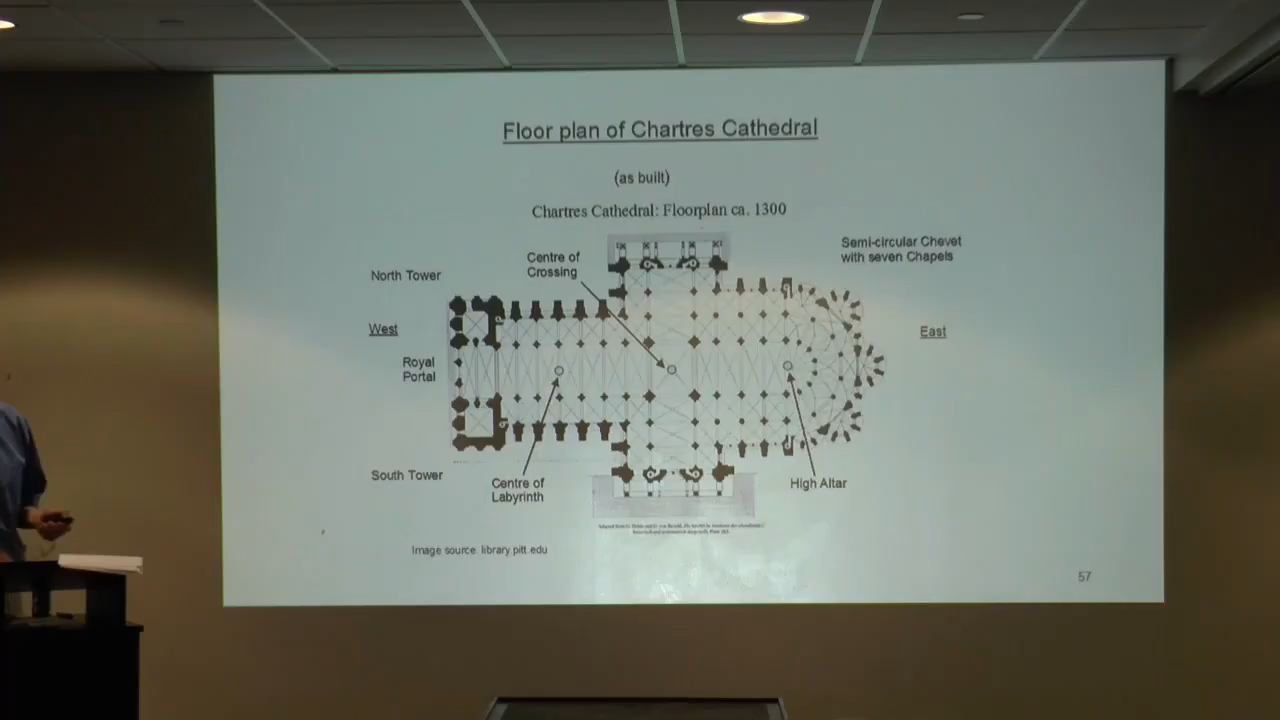 Floor plan of Chartres Cathedral
(as built)
Chartres Cathedral: Floorplan ca. 1300
Centre of
Crossing
Semi-circular Chevet
with seven Chapels
North Tower
West
East
Royal
Portal
South Tower
Centre of
Labyrinth
High Altar
Image source: library.pitt.edu
57